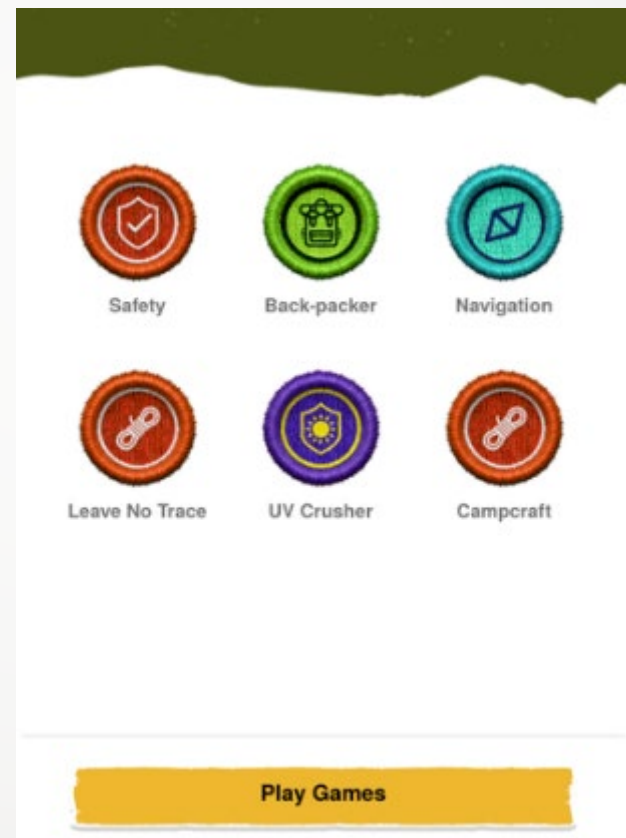 Safety
Back-packer
Navigation
Leave No Trace
UV Crusher
Campcraft
Play Games